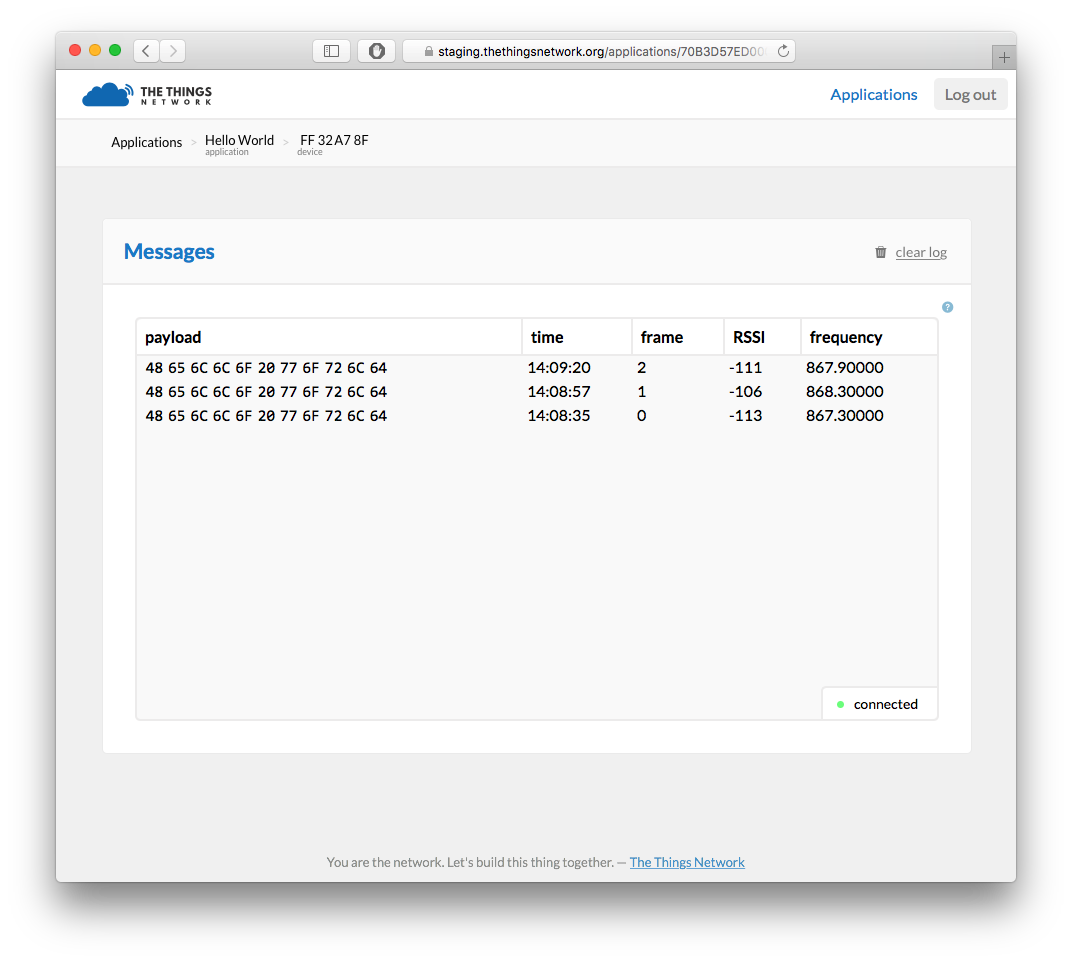 staging.thethingsnetwork.org/applications/70B3D57ED00
THE THINGS
NETWORK
Applications
Log out
Applications > Hello World > FF 32 A7 8F
application device
Messages
clear log
?
payload time frame RSSI frequency
48 65 6C 6C 6F 20 77 6F 72 6C 64 14:09:20 2 -111 867.90000
48 65 6C 6C 6F 20 77 6F 72 6C 64 14:08:57 1 -106 868.30000
48 65 6C 6C 6F 20 77 6F 72 6C 64 14:08:35 0 -113 867.30000
connected
You are the network. Let's build this thing together. — The Things Network